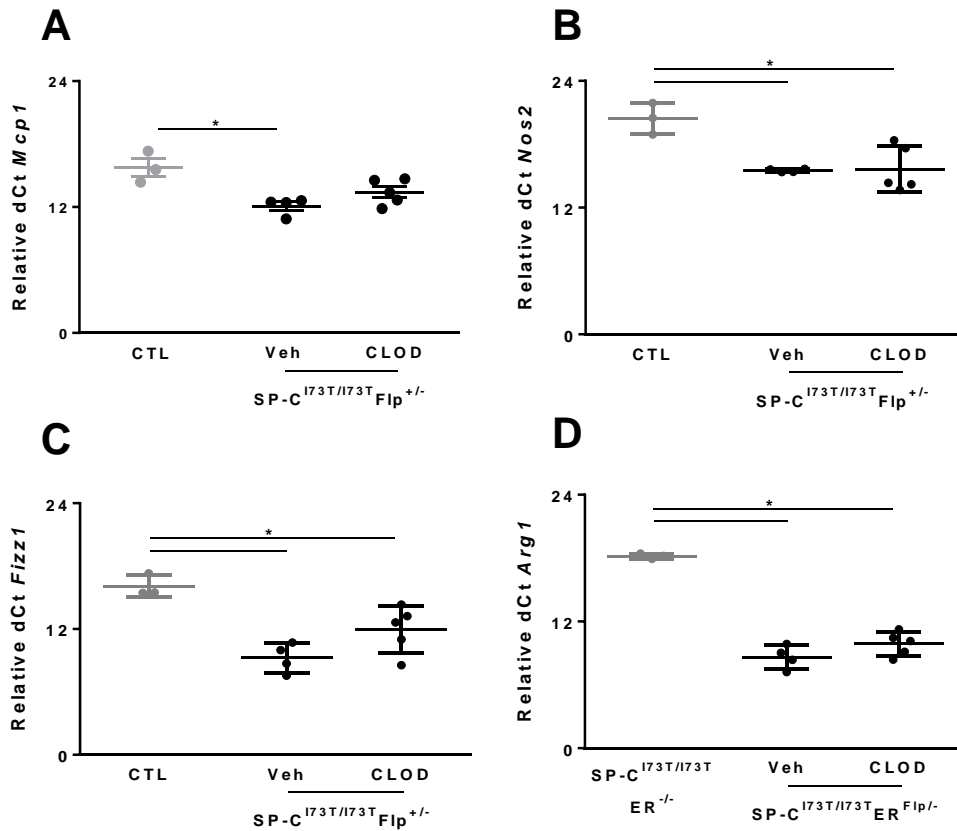 A
Relative dCt Mcp1
24
12
0
*
CTL
Veh
CLOD
SP-C^I73T/I73T Flp^+/-
B
Relative dCt Nos2
24
12
0
*
CTL
Veh
CLOD
SP-C^I73T/I73T Flp^+/-
C
Relative dCt Fizz1
24
12
0
*
CTL
Veh
CLOD
SP-C^I73T/I73T Flp^+/-
D
Relative dCt Arg1
24
12
0
*
SP-C^I73T/I73T
ER^-/-
Veh
CLOD
SP-C^I73T/I73T ER^Flp/-